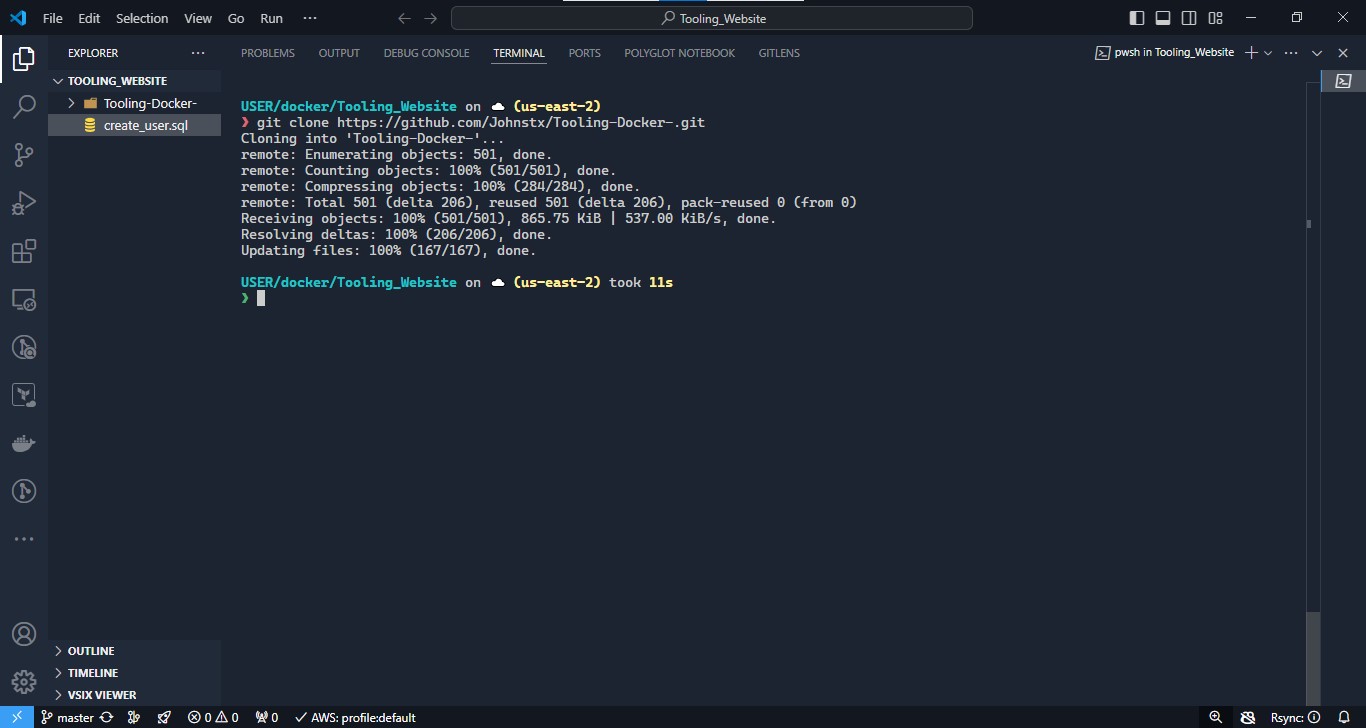 File Edit Selection View Go Run ···
Tooling_Website
EXPLORER ···
PROBLEMS OUTPUT DEBUG CONSOLE TERMINAL PORTS POLYGLOT NOTEBOOK GITLENS
pwsh in Tooling_Website
TOOLING_WEBSITE
Tooling-Docker-
create_user.sql
USER/docker/Tooling_Website on ☁ (us-east-2)
❯ git clone https://github.com/Johnstx/Tooling-Docker-.git
Cloning into 'Tooling-Docker-'...
remote: Enumerating objects: 501, done.
remote: Counting objects: 100% (501/501), done.
remote: Compressing objects: 100% (284/284), done.
remote: Total 501 (delta 206), reused 501 (delta 206), pack-reused 0 (from 0)
Receiving objects: 100% (501/501), 865.75 KiB | 537.00 KiB/s, done.
Resolving deltas: 100% (206/206), done.
Updating files: 100% (167/167), done.
USER/docker/Tooling_Website on ☁ (us-east-2) took 11s
❯
OUTLINE
TIMELINE
VSIX VIEWER
master 0 0 0 AWS: profile:default
Rsync: